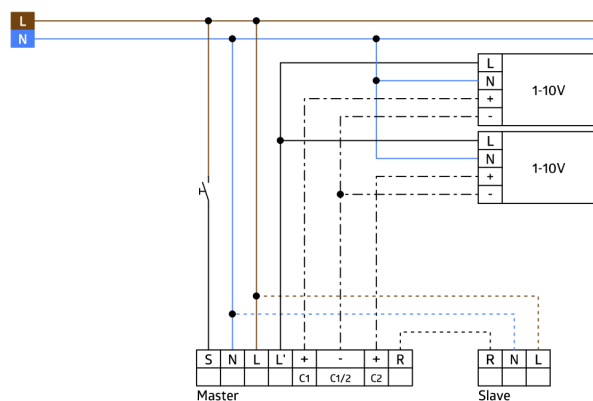 L
N
L
N
+
-
1-10V
L
N
+
-
1-10V
S N L L' + - + R
C1 C1/2 C2
Master
R N L
Slave